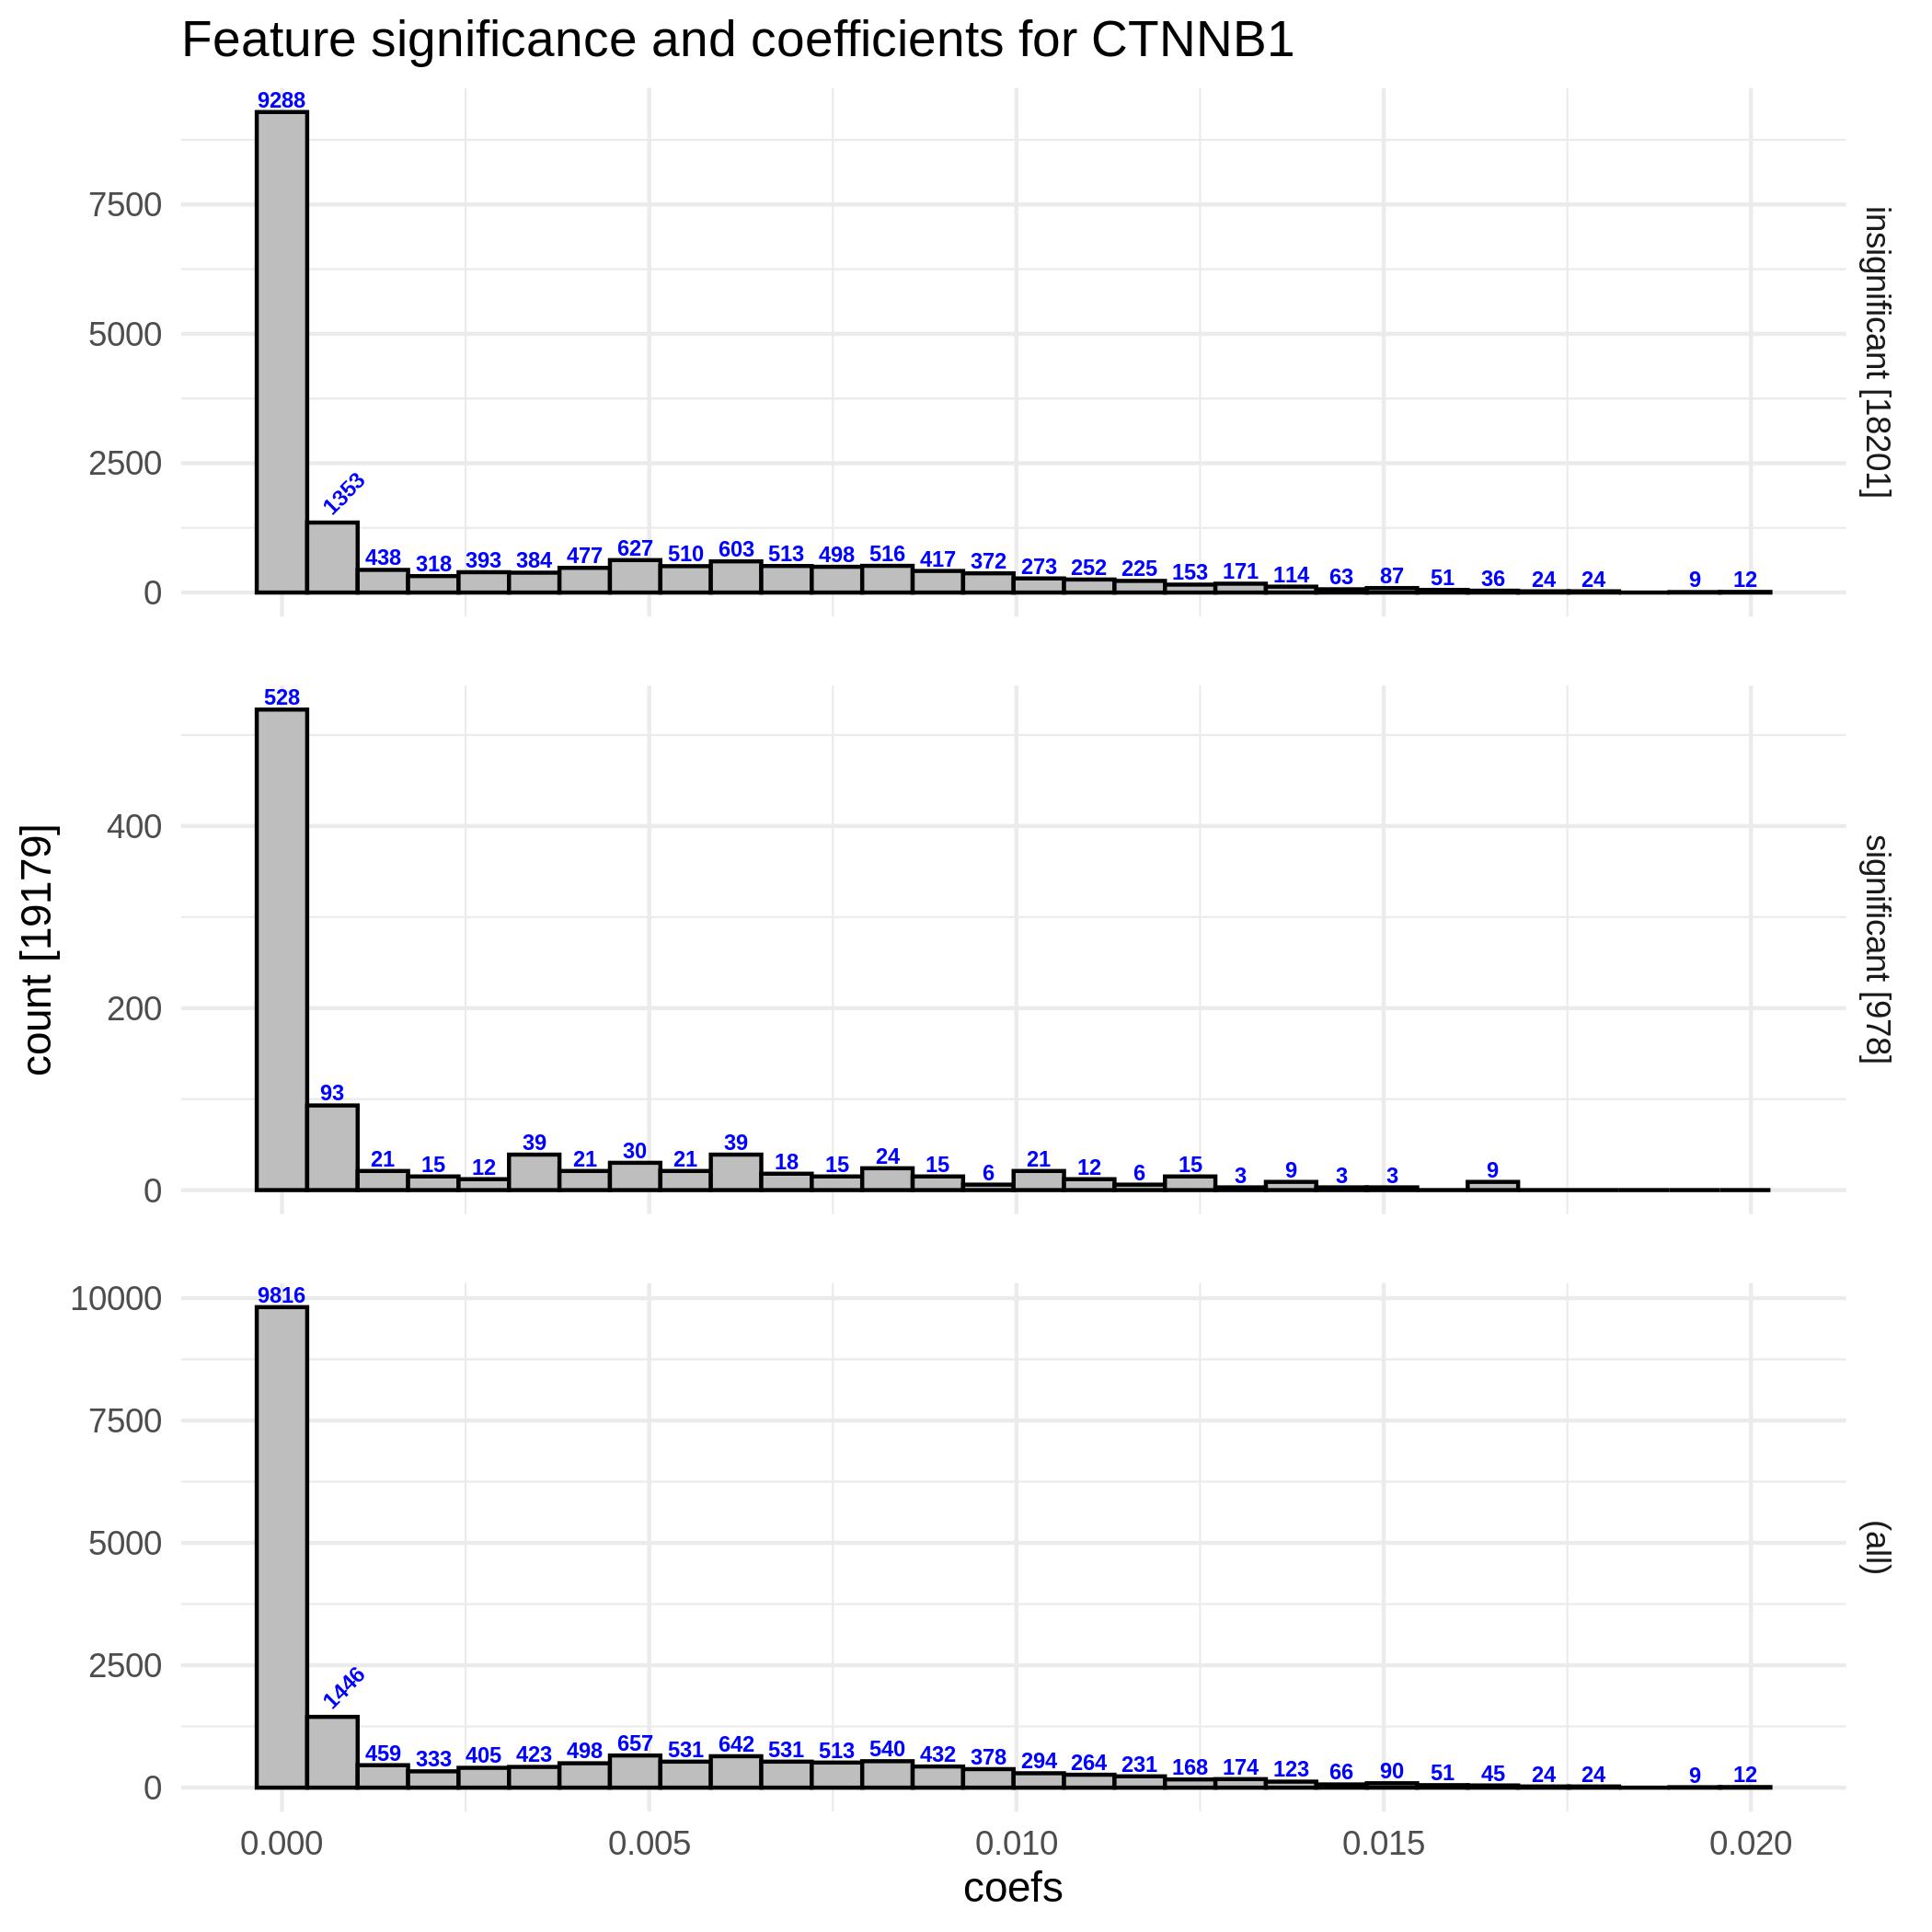 Feature significance and coefficients for CTNNB1
count [19179]
7500
5000
2500
0
9288
1353
438 318 393 384 477 627 510 603 513 498 516 417 372 273 252 225 153 171 114 63 87 51 36 24 24 9 12
insignificant [18201]
400
200
0
528
93
21 15 12 39 21 30 21 39 18 15 24 15 6 21 12 6 15 3 9 3 3 9
significant [978]
10000
7500
5000
2500
0
9816
1446
459 333 405 423 498 657 531 642 531 513 540 432 378 294 264 231 168 174 123 66 90 51 45 24 24 9 12
(all)
0.000 0.005 0.010 0.015 0.020
coefs